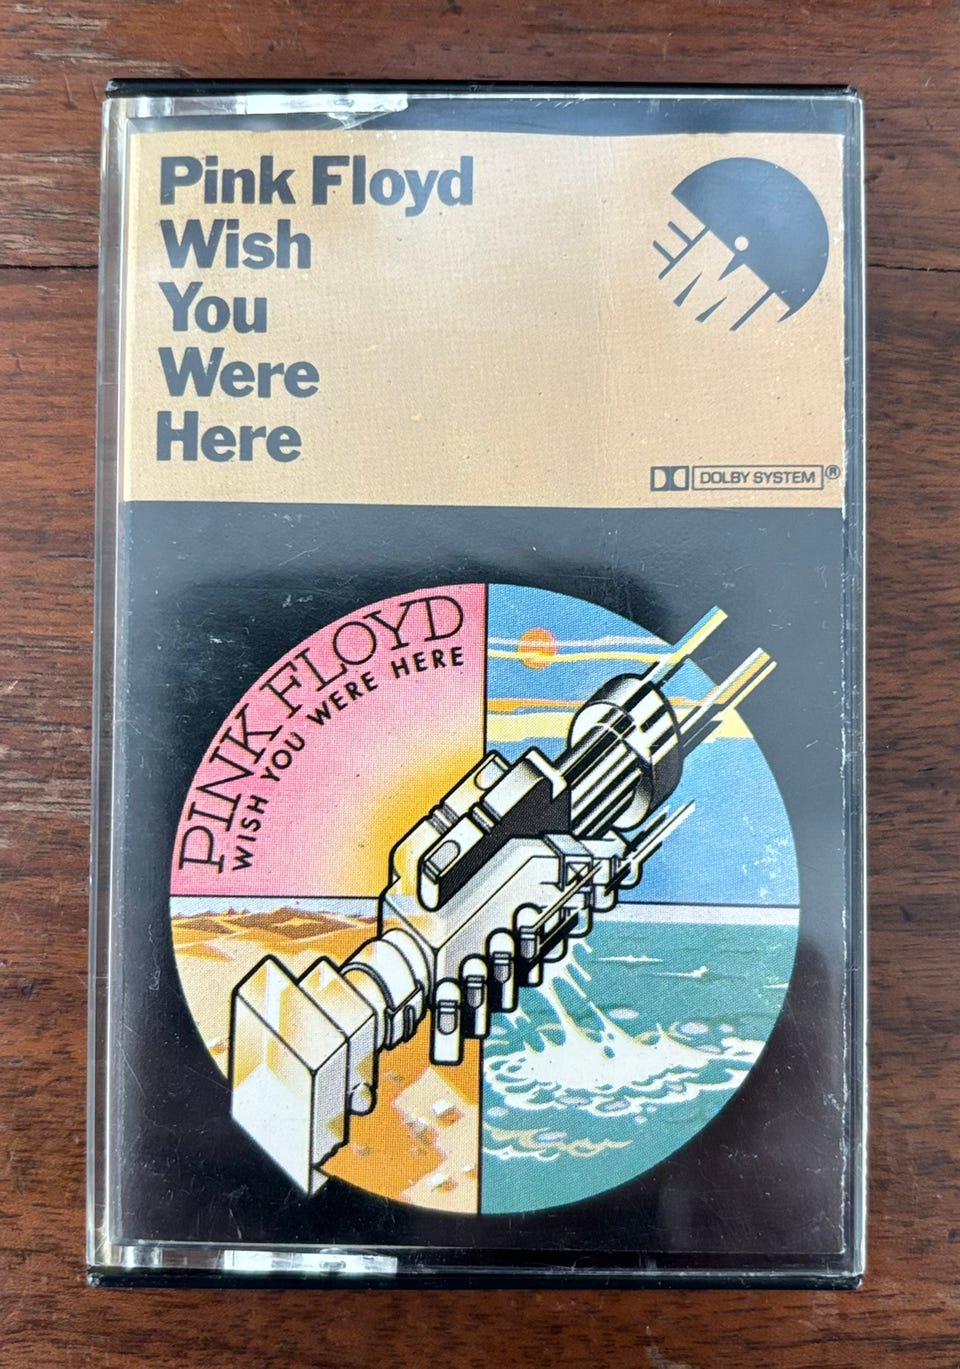 Pink Floyd
Wish
You
Were
Here
EMI
DOLBY SYSTEM®
PINK FLOYD
WISH YOU WERE HERE